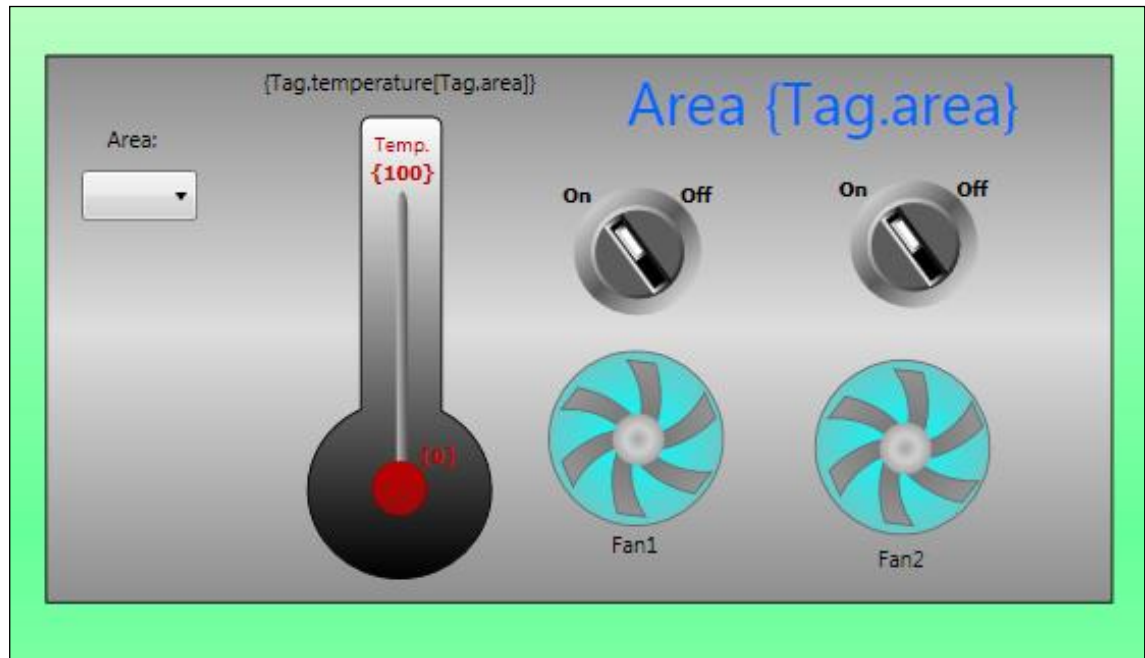 {Tag.temperature[Tag.area]}
Area {Tag.area}
Area:
Temp.
{100}
On Off
On Off
{0}
Fan1
Fan2